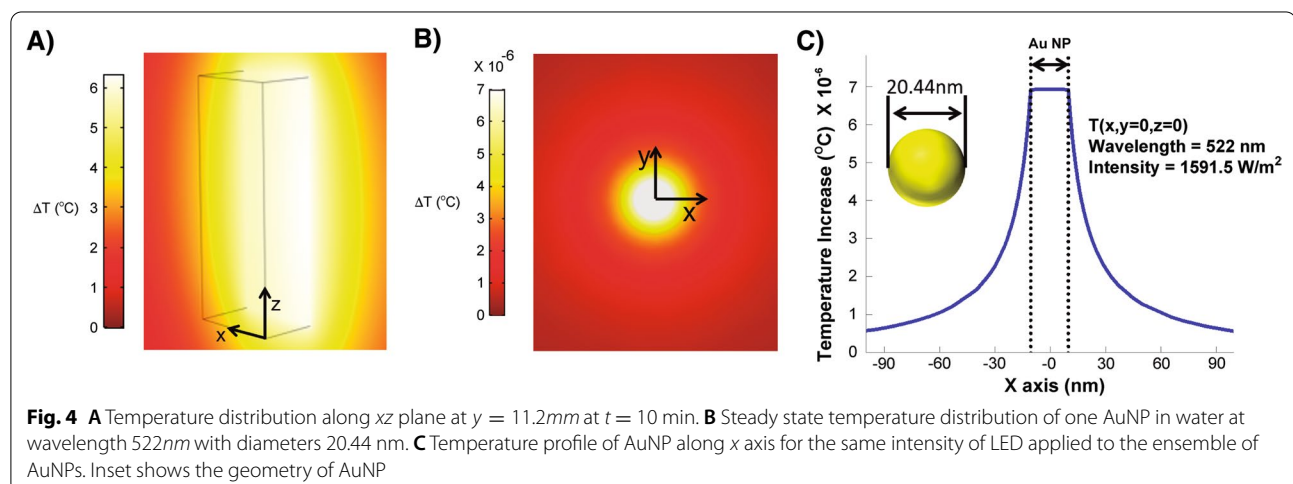 A)
6
5
4
ΔT (°C)
3
2
1
0
z
x
B)
X 10⁻⁶
7
6
5
4
ΔT (°C)
3
2
1
0
y
x
C)
Au NP
20.44nm
T(x,y=0,z=0)
Wavelength = 522 nm
Intensity = 1591.5 W/m²
Temperature Increase (°C) X 10⁻⁶
7
6
5
4
3
2
1
0
-90 -60 -30 -0 30 60 90
X axis (nm)
Fig. 4 A Temperature distribution along xz plane at y = 11.2mm at t = 10 min. B Steady state temperature distribution of one AuNP in water at
wavelength 522nm with diameters 20.44 nm. C Temperature profile of AuNP along x axis for the same intensity of LED applied to the ensemble of
AuNPs. Inset shows the geometry of AuNP